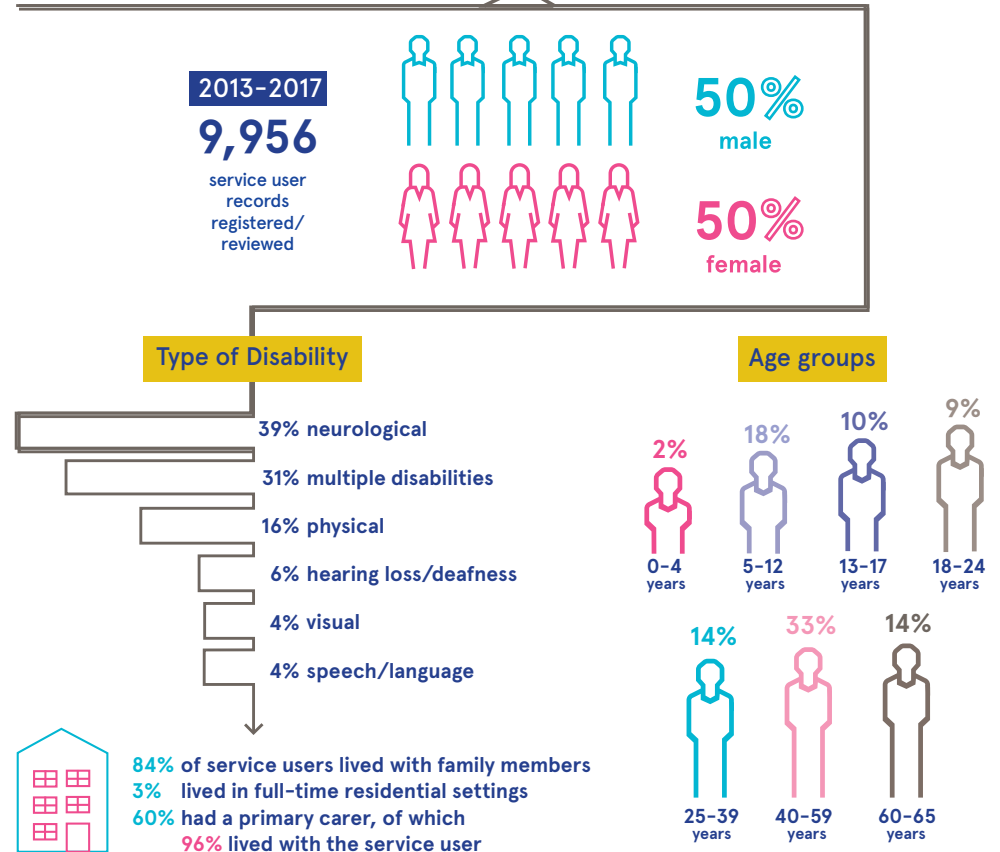 2013-2017
9,956
service user
records
registered/
reviewed
50%
male
50%
female
Type of Disability
39% neurological
31% multiple disabilities
16% physical
6% hearing loss/deafness
4% visual
4% speech/language
84% of service users lived with family members
3% lived in full-time residential settings
60% had a primary carer, of which
96% lived with the service user
Age groups
2%
18%
10%
9%
0-4
years
5-12
years
13-17
years
18-24
years
14%
33%
14%
25-39
years
40-59
years
60-65
years